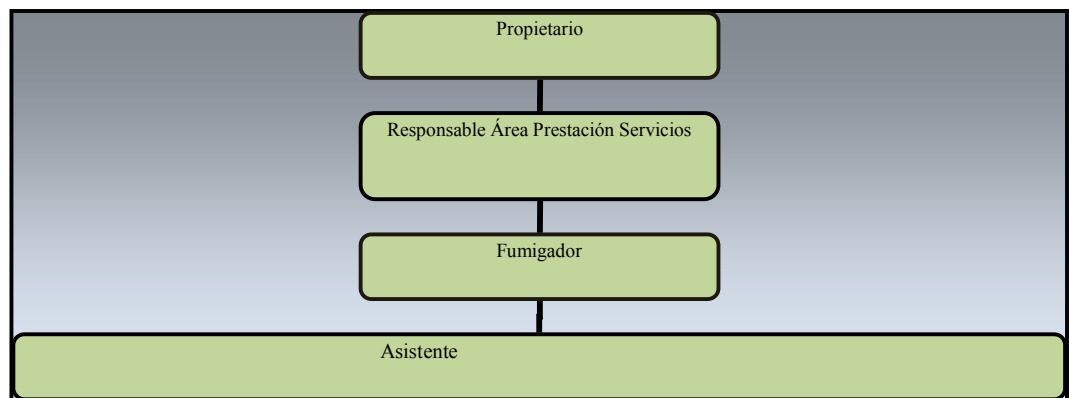 Propietario
Responsable Área Prestación Servicios
Fumigador
Asistente